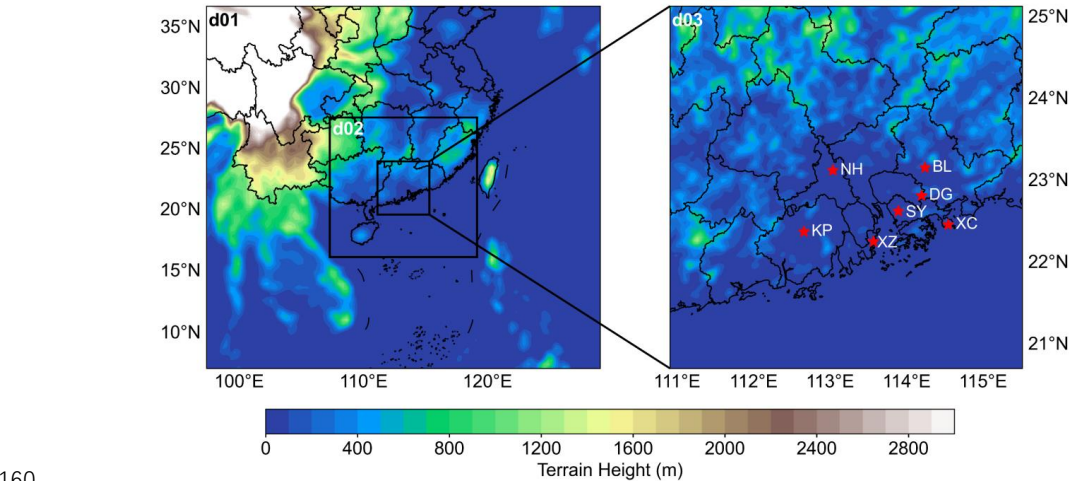 d01
d02
35°N
30°N
25°N
20°N
15°N
10°N
100°E 110°E 120°E
d03
NH
BL
DG
SY
XC
KP
XZ
25°N
24°N
23°N
22°N
21°N
111°E 112°E 113°E 114°E 115°E
0 400 800 1200 1600 2000 2400 2800
Terrain Height (m)
160